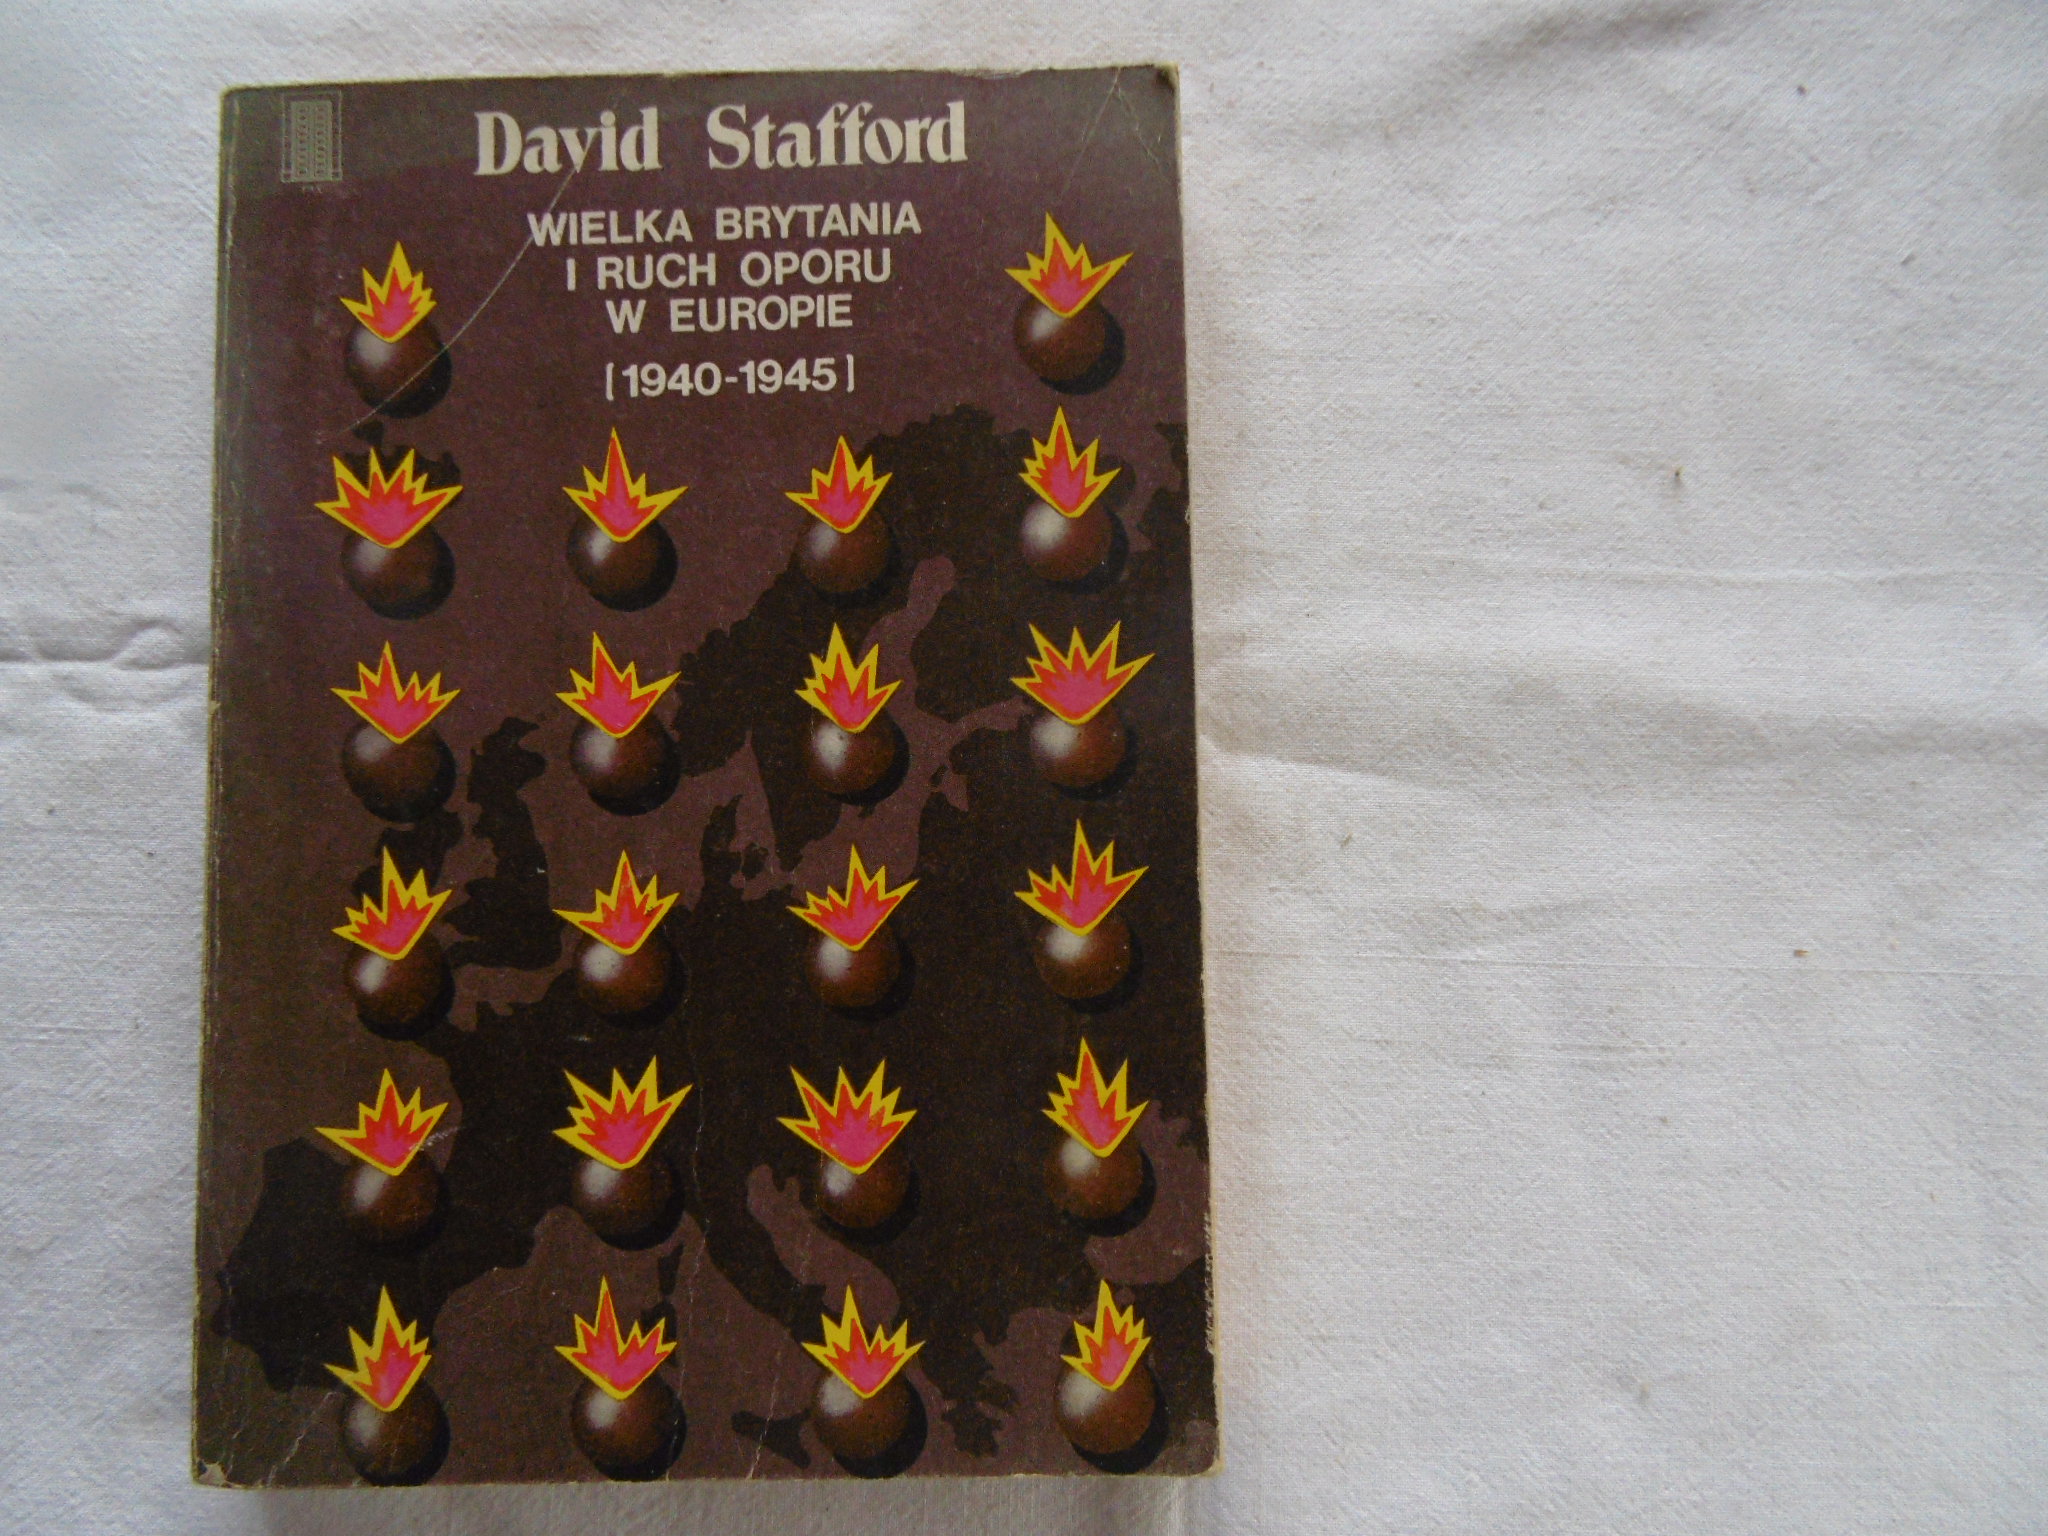 David Stafford
WIELKA BRYTANIA
I RUCH OPORU
W EUROPIE
[1940-1945]